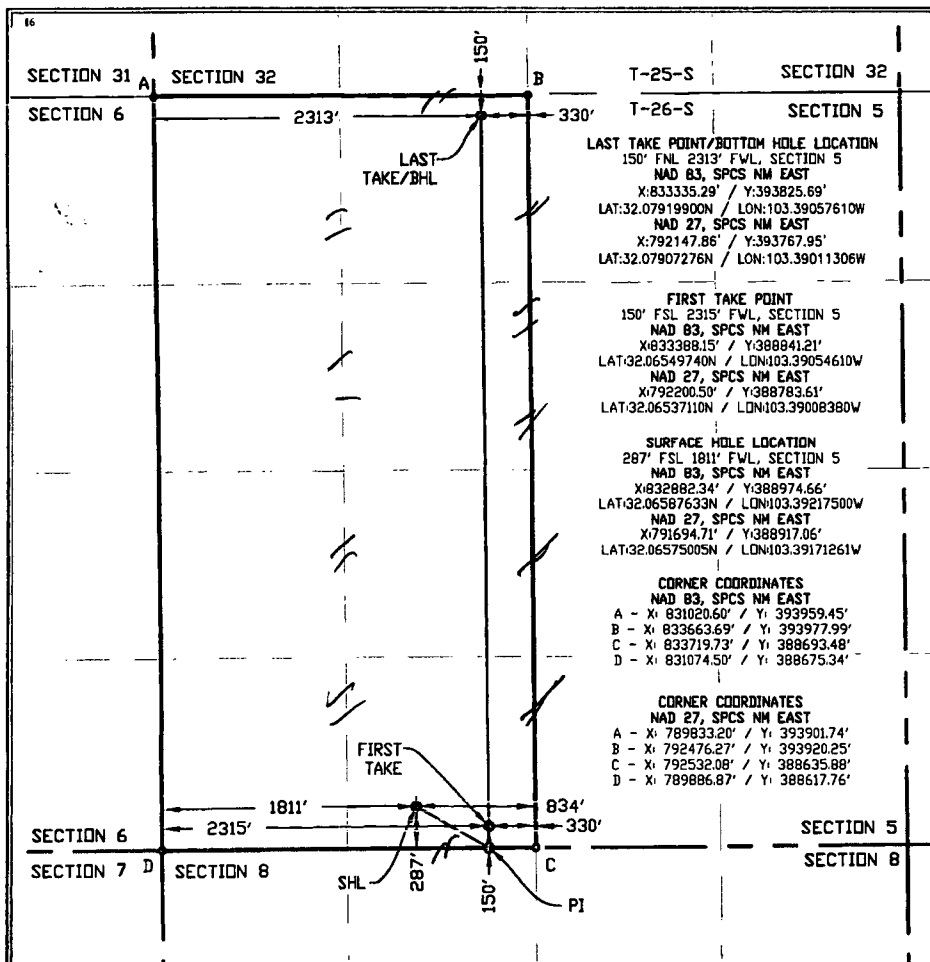 16
SECTION 31
SECTION 32
T-25-S
SECTION 32
A
B
SECTION 6
T-26-S
SECTION 5
150'
2313'
330'
LAST
TAKE/BHL
LAST TAKE POINT/BOTTOM HOLE LOCATION
150' FNL 2313' FWL, SECTION 5
NAD 83, SPCS NM EAST
X:833335.29' / Y:393825.69'
LAT:32.07919900N / LON:103.39057610W
NAD 27, SPCS NM EAST
X:792147.86' / Y:393767.95'
LAT:32.07907276N / LON:103.39011306W
FIRST TAKE POINT
150' FSL 2315' FWL, SECTION 5
NAD 83, SPCS NM EAST
X:833388.15' / Y:388841.21'
LAT:32.06549740N / LON:103.39054610W
NAD 27, SPCS NM EAST
X:792200.50' / Y:388783.61'
LAT:32.06537110N / LON:103.39008380W
SURFACE HOLE LOCATION
287' FSL 1811' FWL, SECTION 5
NAD 83, SPCS NM EAST
X:832882.34' / Y:388974.66'
LAT:32.06587633N / LON:103.39217500W
NAD 27, SPCS NM EAST
X:791694.71' / Y:388917.06'
LAT:32.06575005N / LON:103.39171261W
CORNER COORDINATES
NAD 83, SPCS NM EAST
A - X: 831020.60' / Y: 393959.45'
B - X: 833663.69' / Y: 393977.99'
C - X: 833719.73' / Y: 388693.48'
D - X: 831074.50' / Y: 388675.34'
CORNER COORDINATES
NAD 27, SPCS NM EAST
A - X: 789833.20' / Y: 393901.74'
B - X: 792476.27' / Y: 393920.25'
C - X: 792532.08' / Y: 388635.88'
D - X: 789886.87' / Y: 388617.76'
FIRST
TAKE
1811'
834'
2315'
330'
SECTION 6
SECTION 5
SECTION 7
D
SECTION 8
C
SECTION 8
SHL
287'
150'
PI